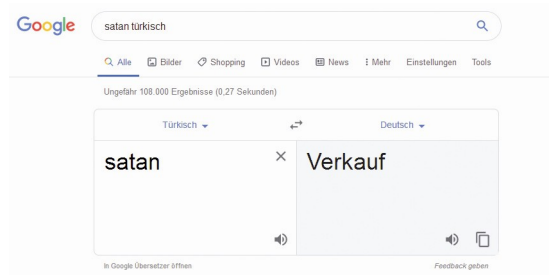 Google satan türkisch
Alle Bilder Shopping Videos News Mehr Einstellungen Tools
Ungefähr 108.000 Ergebnisse (0,27 Sekunden)
Türkisch Deutsch
satan Verkauf
In Google Übersetzer öffnen Feedback geben